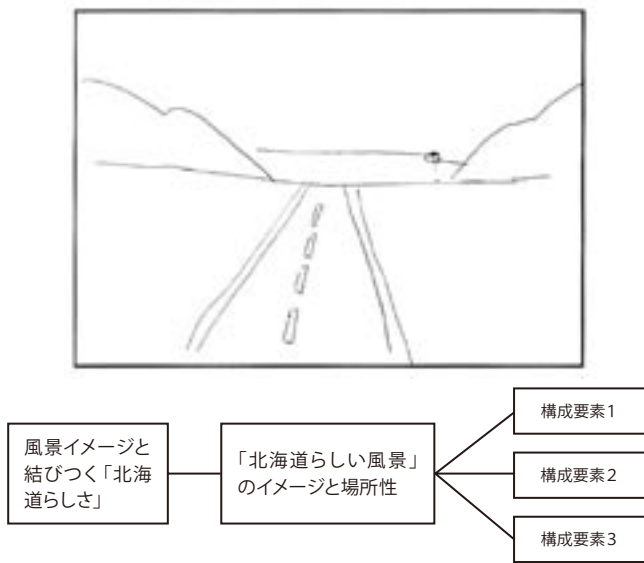 風景イメージと
結びつく「北海
道らしさ」
「北海道らしい風景」
のイメージと場所性
構成要素1
構成要素2
構成要素3